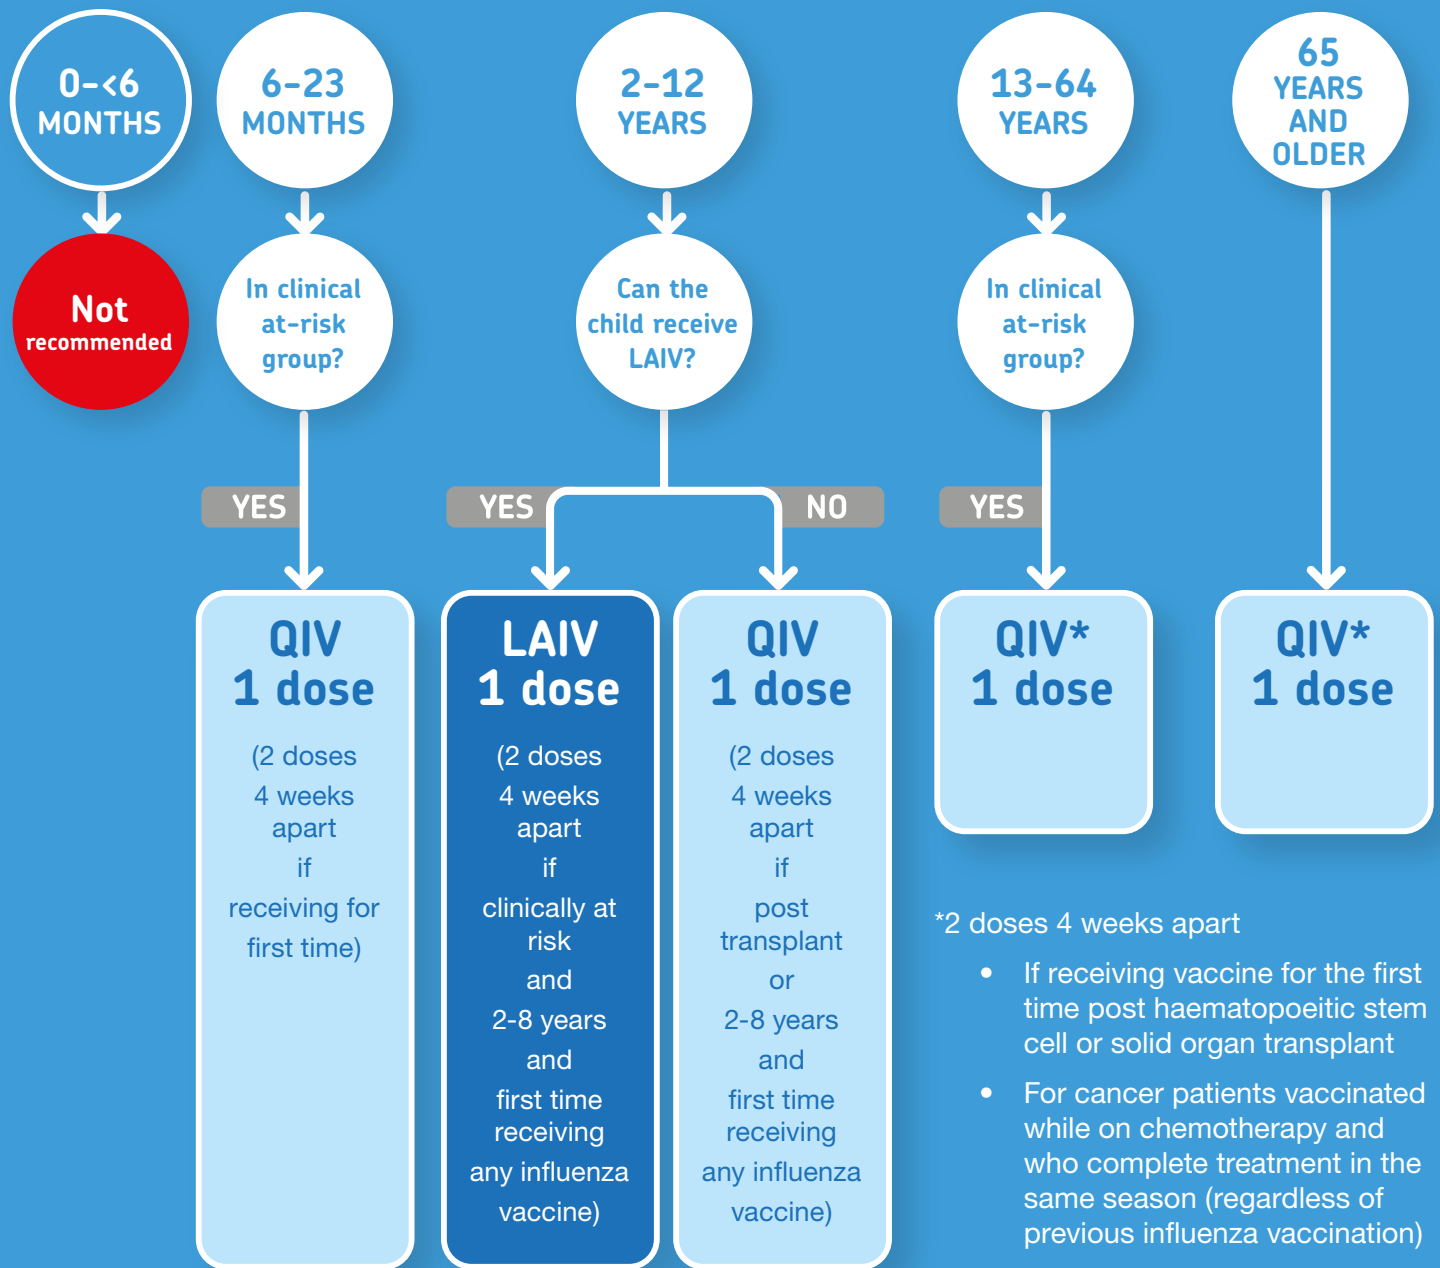 0-<6
MONTHS
6-23
MONTHS
2-12
YEARS
13-64
YEARS
65
YEARS
AND
OLDER
Not
recommended
In clinical
at-risk
group?
Can the
child receive
LAIV?
In clinical
at-risk
group?
YES
YES
NO
YES
QIV
1 dose
(2 doses
4 weeks
apart
if
receiving for
first time)
LAIV
1 dose
(2 doses
4 weeks
apart
if
clinically at
risk
and
2-8 years
and
first time
receiving
any influenza
vaccine)
QIV
1 dose
(2 doses
4 weeks
apart
if
post
transplant
or
2-8 years
and
first time
receiving
any influenza
vaccine)
QIV*
1 dose
QIV*
1 dose
*2 doses 4 weeks apart
• If receiving vaccine for the first
time post haematopoeitic stem
cell or solid organ transplant
• For cancer patients vaccinated
while on chemotherapy and
who complete treatment in the
same season (regardless of
previous influenza vaccination)